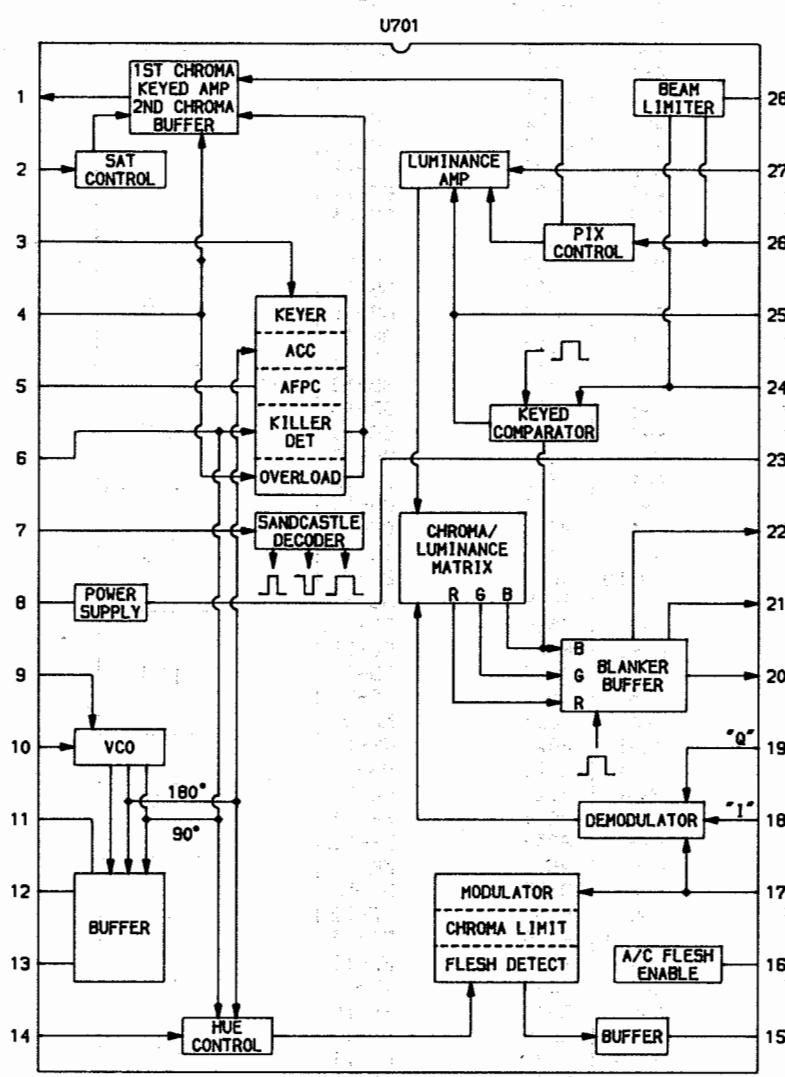 U701
1ST CHROMA
KEYED AMP
2ND CHROMA
BUFFER
BEAM
LIMITER
1
28
2
SAT
CONTROL
LUMINANCE
AMP
27
3
PIX
CONTROL
26
4
KEYER
25
ACC
5
AFPC
24
KILLER
DET
KEYED
COMPARATOR
6
OVERLOAD
23
7
SANDCASTLE
DECODER
CHROMA/
LUMINANCE
MATRIX
22
8
POWER
SUPPLY
R G B
21
B
G
R
BLANKER
BUFFER
9
20
10
VCO
"Q"
19
180°
90°
11
DEMODULATOR
"I"
18
12
BUFFER
MODULATOR
17
CHROMA LIMIT
13
FLESH DETECT
A/C FLESH
ENABLE
16
14
HUE
CONTROL
BUFFER
15